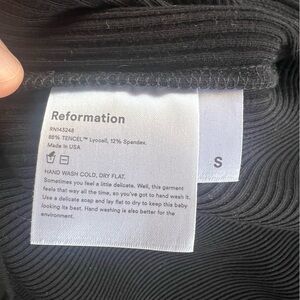 Reformation
RN143248
88% TENCEL™ Lyocell, 12% Spandex.
Made in USA
S
HAND WASH COLD, DRY FLAT.
Sometimes you feel a little delicate. Well, this garment
feels that way all the time, so you've got to hand wash it.
Use a delicate soap and lay flat to dry to keep this baby
looking its best. Hand washing is also better for the
environment.